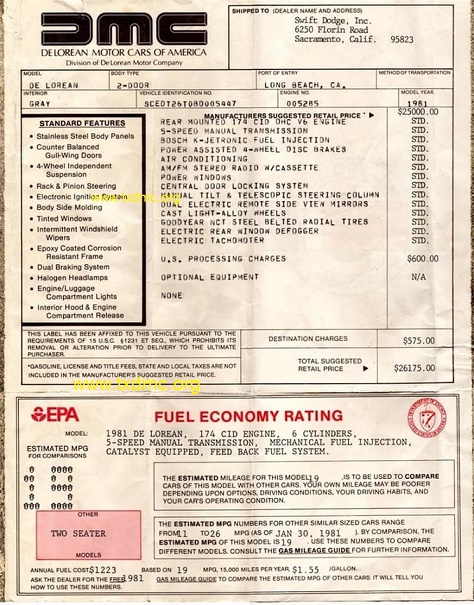 dmc
DE LOREAN MOTOR CARS OF AMERICA
Division of De Lorean Motor Company
SHIPPED TO (DEALER NAME AND ADDRESS)
Swift Dodge, Inc.
6250 Florin Road
Sacramento, Calif. 95823
MODEL BODY TYPE PORT OF ENTRY METHOD OF TRANSPORTATION
DE LOREAN 2-DOOR LONG BEACH, CA.
INTERIOR VEHICLE IDENTIFICATION NO. ENGINE NO. MODEL YEAR
GRAY SCEDT26T0BD005447 005285 1981
MANUFACTURERS SUGGESTED RETAIL PRICE * $25000.00
STANDARD FEATURES
• Stainless Steel Body Panels
• Counter Balanced
Gull-Wing Doors
• 4-Wheel Independent
Suspension
• Rack & Pinion Steering
• Electronic Ignition System
• Body Side Molding
• Tinted Windows
• Intermittent Windshield
Wipers
• Epoxy Coated Corrosion
Resistant Frame
• Dual Braking System
• Halogen Headlamps
• Engine/Luggage
Compartment Lights
• Interior Hood & Engine
Compartment Release
REAR MOUNTED 174 CID OHC V6 ENGINE STD.
5-SPEED MANUAL TRANSMISSION STD.
BOSCH K-JETRONIC FUEL INJECTION STD.
POWER ASSISTED 4-WHEEL DISC BRAKES STD.
AIR CONDITIONING STD.
AM/FM STEREO RADIO W/CASSETTE STD.
POWER WINDOWS STD.
CENTRAL DOOR LOCKING SYSTEM STD.
MANUAL TILT & TELESCOPIC STEERING COLUMN STD.
DUAL ELECTRIC REMOTE SIDE VIEW MIRRORS STD.
CAST LIGHT-ALLOY WHEELS STD.
GOODYEAR NCT STEEL BELTED RADIAL TIRES STD.
ELECTRIC REAR WINDOW DEFOGGER STD.
ELECTRIC TACHOMETER STD.
U.S. PROCESSING CHARGES $600.00
OPTIONAL EQUIPMENT N/A
NONE
THIS LABEL HAS BEEN AFFIXED TO THIS VEHICLE PURSUANT TO THE
REQUIREMENTS OF 15 U.S.C. §1231 ET SEQ., WHICH PROHIBITS ITS
REMOVAL OR ALTERATION PRIOR TO DELIVERY TO THE ULTIMATE
PURCHASER.
*GASOLINE, LICENSE AND TITLE FEES, STATE AND LOCAL TAXES ARE NOT
INCLUDED IN THE MANUFACTURER'S SUGGESTED RETAIL PRICE.
DESTINATION CHARGES $575.00
TOTAL SUGGESTED
RETAIL PRICE $26175.00
www.txdmc.org
EPA FUEL ECONOMY RATING
MODEL: 1981 DE LOREAN, 174 CID ENGINE, 6 CYLINDERS,
5-SPEED MANUAL TRANSMISSION, MECHANICAL FUEL INJECTION,
CATALYST EQUIPPED, FEED BACK FUEL SYSTEM.
ESTIMATED MPG
FOR COMPARISONS
THE ESTIMATED MILEAGE FOR THIS MODEL 19 ,IS TO BE USED TO COMPARE
CARS OF THIS MODEL WITH OTHER CARS. YOUR OWN MILEAGE MAY BE POORER
DEPENDING UPON OPTIONS, DRIVING CONDITIONS, YOUR DRIVING HABITS, AND
YOUR CAR'S OPERATING CONDITION.
OTHER
TWO SEATER
MODELS
THE ESTIMATED MPG NUMBERS FOR OTHER SIMILAR SIZED CARS RANGE
FROM 11 TO 26 MPG (AS OF JAN 30, 1981 ). BY COMPARISON, THE
ESTIMATED MPG OF THIS MODEL IS 19 . USE THESE NUMBERS TO COMPARE
DIFFERENT MODELS. CONSULT THE GAS MILEAGE GUIDE FOR FURTHER INFORMATION.
ANNUAL FUEL COST $1223 BASED ON 19 MPG, 15,000 MILES PER YEAR, $1.55 /GALLON.
ASK THE DEALER FOR THE FREE 1981 GAS MILEAGE GUIDE TO COMPARE THE ESTIMATED MPG OF OTHER CARS. IT WILL TELL YOU
HOW TO USE THESE NUMBERS.